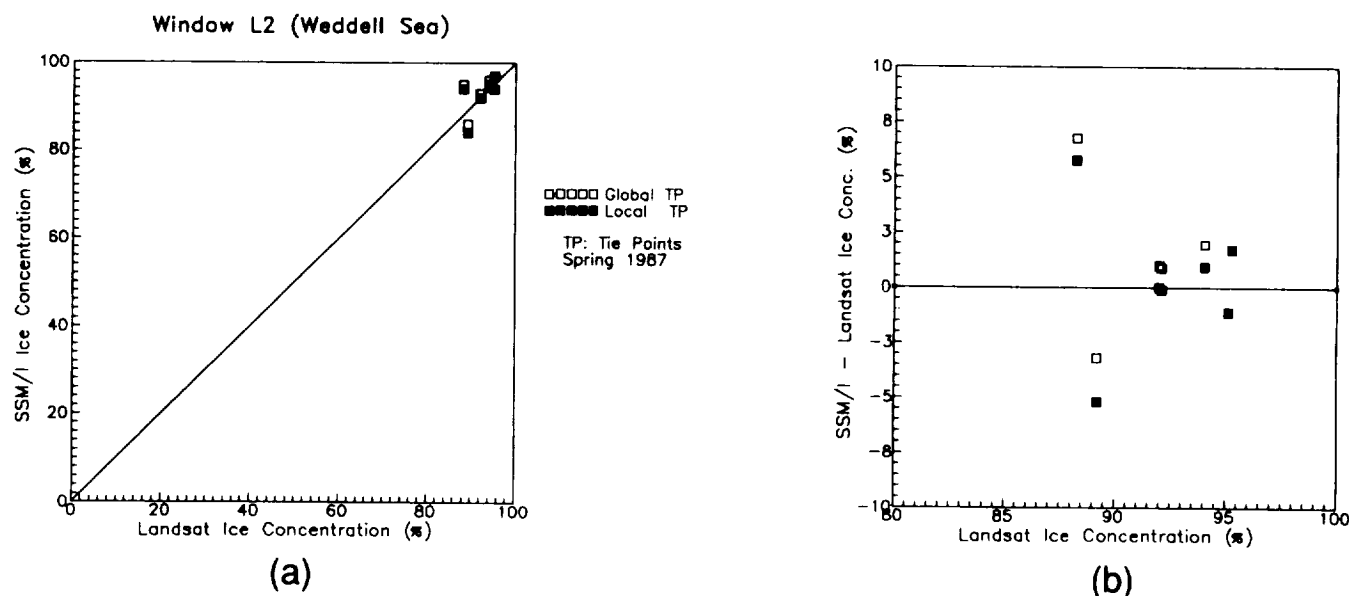 Window L2 (Weddell Sea)
100
80
60
40
20
0
SSM/I Ice Concentration (%)
0 20 40 60 80 100
Landsat Ice Concentration (%)
(a)
Global TP
Local TP
TP: Tie Points
Spring 1987
10
8
5
3
0
-3
-5
-8
-10
SSM/I - Landsat Ice Conc. (%)
80 85 90 95 100
Landsat Ice Concentration (%)
(b)